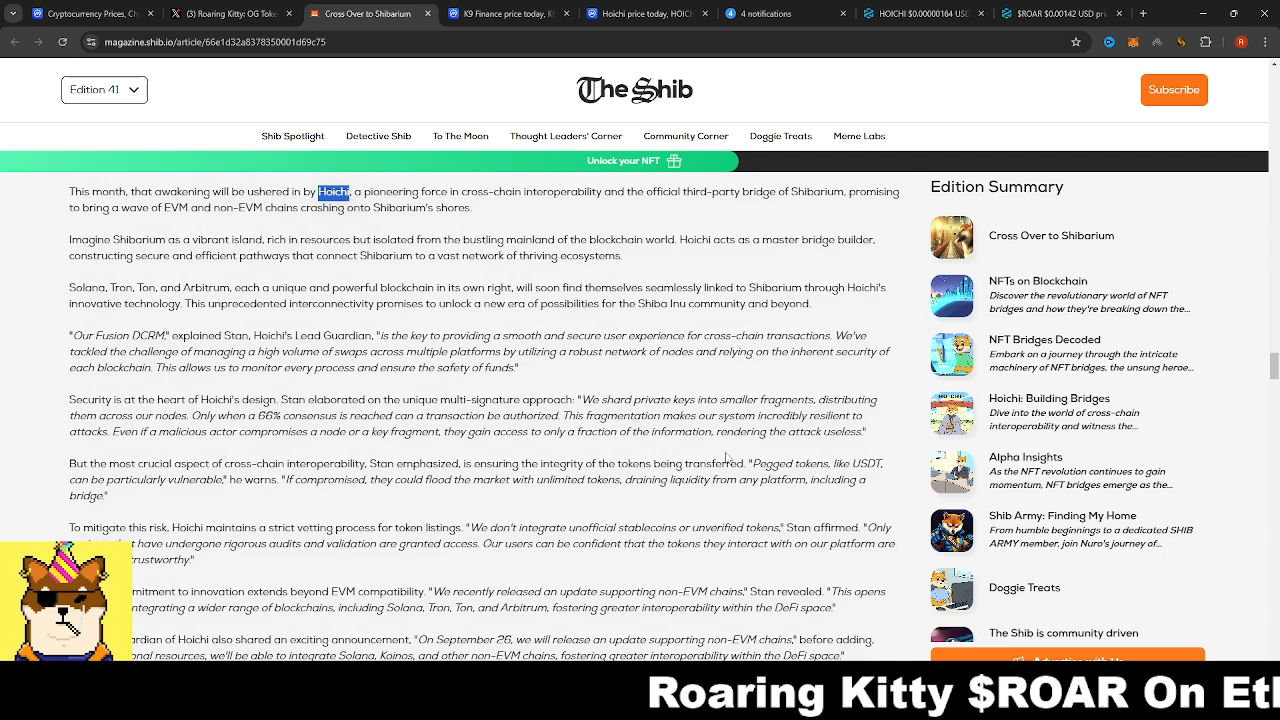 Cryptocurrency Prices, Ch
(3) Roaring Kitty: OG Toke
Cross Over to Shibarium
K9 Finance price today, K
Hoichi price today, HOIC
4 notifications
HOICHI $0.00000164 USD
$ROAR $0.00142 USD pri
magazine.shib.io/article/66e1d32a8378350001d69c75
Edition 41
The Shib
Subscribe
Shib Spotlight
Detective Shib
To The Moon
Thought Leaders' Corner
Community Corner
Doggie Treats
Meme Labs
Unlock your NFT
This month, that awakening will be ushered in by Hoichi, a pioneering force in cross-chain interoperability and the official third-party bridge of Shibarium, promising
to bring a wave of EVM and non-EVM chains crashing onto Shibarium's shores.
Imagine Shibarium as a vibrant island, rich in resources but isolated from the bustling mainland of the blockchain world. Hoichi acts as a master bridge builder,
constructing secure and efficient pathways that connect Shibarium to a vast network of thriving ecosystems.
Solana, Tron, Ton, and Arbitrum, each a unique and powerful blockchain in its own right, will soon find themselves seamlessly linked to Shibarium through Hoichi's
innovative technology. This unprecedented interconnectivity promises to unlock a new era of possibilities for the Shiba Inu community and beyond.
"Our Fusion DCRM," explained Stan, Hoichi's Lead Guardian, "is the key to providing a smooth and secure user experience for cross-chain transactions. We've
tackled the challenge of managing a high volume of swaps across multiple platforms by utilizing a robust network of nodes and relying on the inherent security of
each blockchain. This allows us to monitor every process and ensure the safety of funds."
Security is at the heart of Hoichi's design. Stan elaborated on the unique multi-signature approach: "We shard private keys into smaller fragments, distributing
them across our nodes. Only when a 66% consensus is reached can a transaction be authorized. This fragmentation makes our system incredibly resilient to
attacks. Even if a malicious actor compromises a node or a key fragment, they gain access to only a fraction of the information, rendering the attack useless."
But the most crucial aspect of cross-chain interoperability, Stan emphasized, is ensuring the integrity of the tokens being transferred. "Pegged tokens, like USDT,
can be particularly vulnerable," he warns. "If compromised, they could flood the market with unlimited tokens, draining liquidity from any platform, including a
bridge."
To mitigate this risk, Hoichi maintains a strict vetting process for token listings. "We don't integrate unofficial stablecoins or unverified tokens," Stan affirmed. "Only
that have undergone rigorous audits and validation are granted access. Our users can be confident that the tokens they interact with on our platform are
trustworthy."
mitment to innovation extends beyond EVM compatibility. "We recently released an update supporting non-EVM chains," Stan revealed. "This opens
ntegrating a wider range of blockchains, including Solana, Tron, Ton, and Arbitrum, fostering greater interoperability within the DeFi space."
ardian of Hoichi also shared an exciting announcement, "On September 26, we will release an update supporting non-EVM chains," before adding.
onal resources, we'll be able to integrate Solana, Koinos, and other non-EVM chains, fostering greater interoperability within the DeFi space."
Edition Summary
Cross Over to Shibarium
NFTs on Blockchain
Discover the revolutionary world of NFT
bridges and how they're breaking down the...
NFT Bridges Decoded
Embark on a journey through the intricate
machinery of NFT bridges, the unsung heroe...
Hoichi: Building Bridges
Dive into the world of cross-chain
interoperability and witness the...
Alpha Insights
As the NFT revolution continues to gain
momentum, NFT bridges emerge as the...
Shib Army: Finding My Home
From humble beginnings to a dedicated SHIB
ARMY member, join Nuro's journey of...
Doggie Treats
The Shib is community driven
Advertise with Us
Roaring Kitty $ROAR On Et